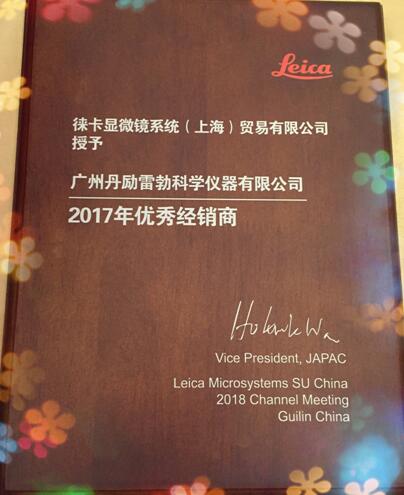 Leica
徕卡显微镜系统（上海）贸易有限公司
授予
广州丹励雷勃科学仪器有限公司
2017年优秀经销商
Vice President, JAPAC
Leica Microsystems SU China
2018 Channel Meeting
Guilin China